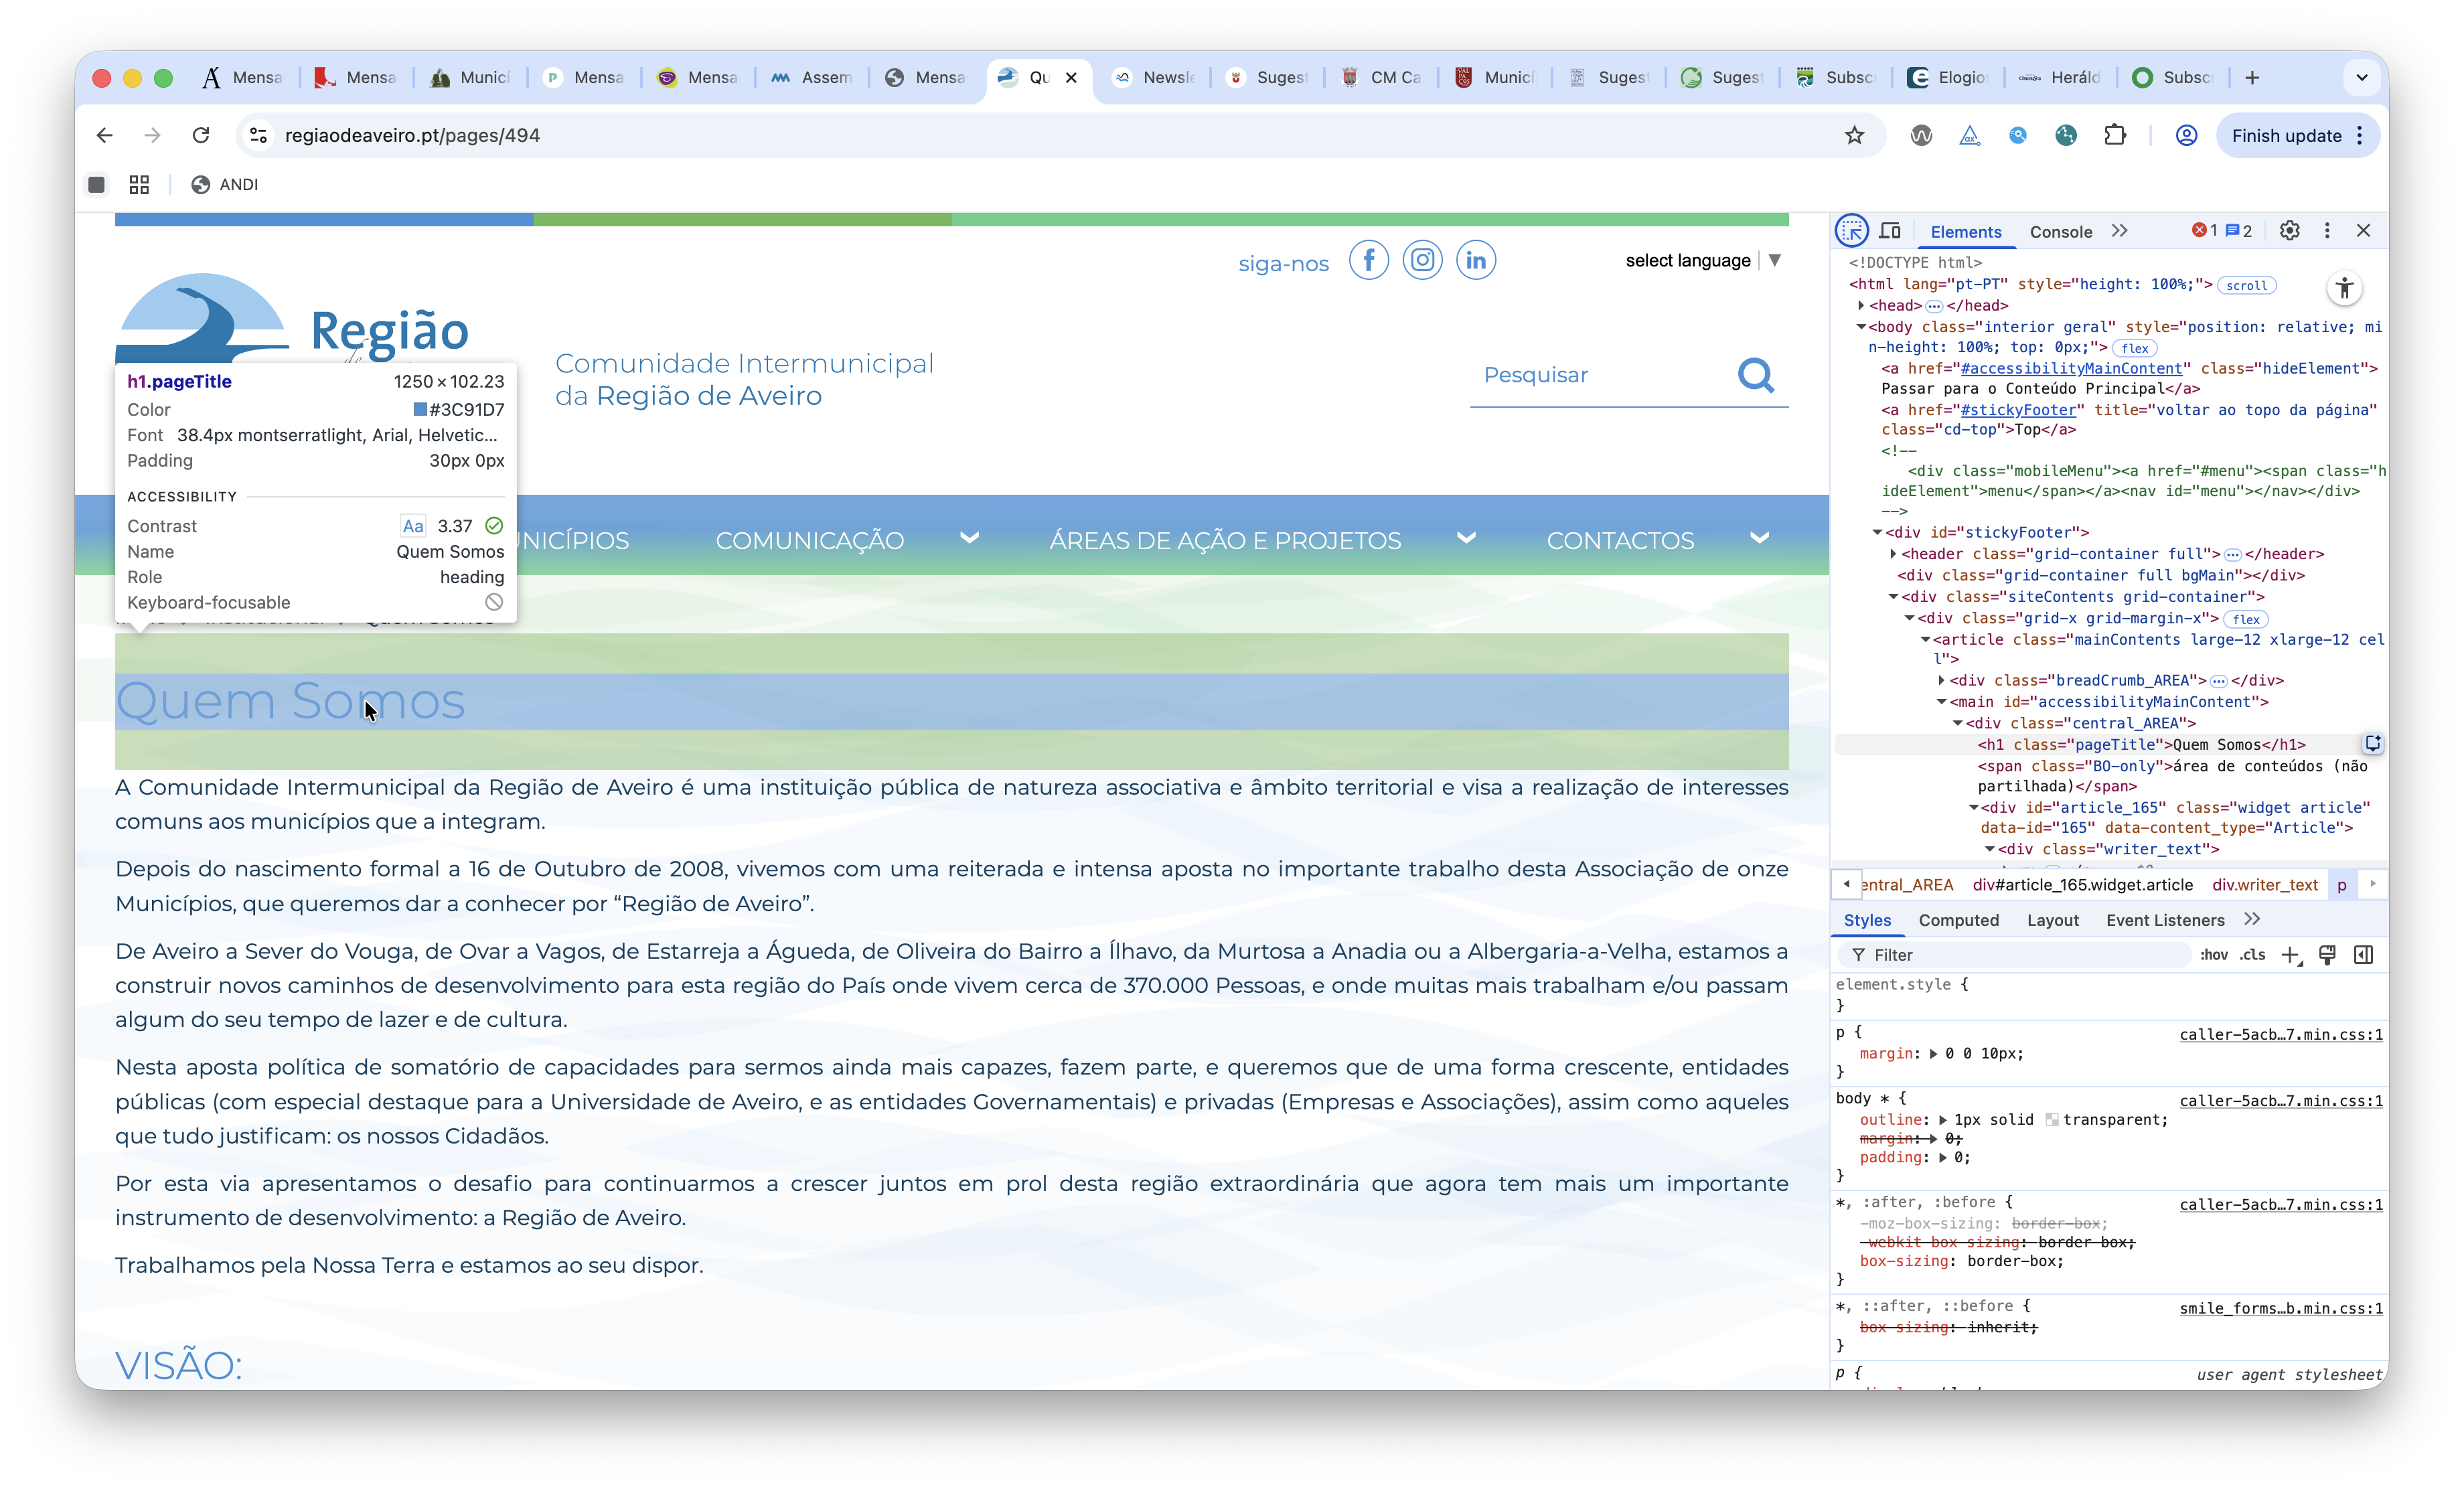 Mensa
Mensa
Munici
Mensa
Mensa
Assem
Mensa
Qu
Newsle
Sugest
CM Ca
Municí
Sugest
Sugest
Subsc
Elogio
Heráld
Subsc
regiaodeaveiro.pt/pages/494
Finish update
ANDI
siga-nos
select language
Região
Comunidade Intermunicipal
da Região de Aveiro
Pesquisar
h1.pageTitle 1250×102.23
Color #3C91D7
Font 38.4px montserratlight, Arial, Helvetic...
Padding 30px 0px
ACCESSIBILITY
Contrast Aa 3.37
Name Quem Somos
Role heading
Keyboard-focusable
UNICÍPIOS COMUNICAÇÃO ÁREAS DE AÇÃO E PROJETOS CONTACTOS
Quem Somos
A Comunidade Intermunicipal da Região de Aveiro é uma instituição pública de natureza associativa e âmbito territorial e visa a realização de interesses
comuns aos municípios que a integram.
Depois do nascimento formal a 16 de Outubro de 2008, vivemos com uma reiterada e intensa aposta no importante trabalho desta Associação de onze
Municípios, que queremos dar a conhecer por “Região de Aveiro”.
De Aveiro a Sever do Vouga, de Ovar a Vagos, de Estarreja a Águeda, de Oliveira do Bairro a Ílhavo, da Murtosa a Anadia ou a Albergaria-a-Velha, estamos a
construir novos caminhos de desenvolvimento para esta região do País onde vivem cerca de 370.000 Pessoas, e onde muitas mais trabalham e/ou passam
algum do seu tempo de lazer e de cultura.
Nesta aposta política de somatório de capacidades para sermos ainda mais capazes, fazem parte, e queremos que de uma forma crescente, entidades
públicas (com especial destaque para a Universidade de Aveiro, e as entidades Governamentais) e privadas (Empresas e Associações), assim como aqueles
que tudo justificam: os nossos Cidadãos.
Por esta via apresentamos o desafio para continuarmos a crescer juntos em prol desta região extraordinária que agora tem mais um importante
instrumento de desenvolvimento: a Região de Aveiro.
Trabalhamos pela Nossa Terra e estamos ao seu dispor.
VISÃO:
Elements Console 1 2
<!DOCTYPE html>
<html lang="pt-PT" style="height: 100%;"> scroll
<head> </head>
<body class="interior geral" style="position: relative; mi
n-height: 100%; top: 0px;"> flex
<a href="#accessibilityMainContent" class="hideElement">
Passar para o Conteúdo Principal</a>
<a href="#stickyFooter" title="voltar ao topo da página"
class="cd-top">Top</a>
<!--
<div class="mobileMenu"><a href="#menu"><span class="h
ideElement">menu</span></a><nav id="menu"></nav></div>
-->
<div id="stickyFooter">
<header class="grid-container full"> </header>
<div class="grid-container full bgMain"></div>
<div class="siteContents grid-container">
<div class="grid-x grid-margin-x"> flex
<article class="mainContents large-12 xlarge-12 cel
l">
<div class="breadCrumb_AREA"> </div>
<main id="accessibilityMainContent">
<div class="central_AREA">
<h1 class="pageTitle">Quem Somos</h1>
<span class="BO-only">área de conteúdos (não
partilhada)</span>
<div id="article_165" class="widget article"
data-id="165" data-content_type="Article">
<div class="writer_text">
entral_AREA div#article_165.widget.article div.writer_text p
Styles Computed Layout Event Listeners
Filter :hov .cls
element.style {
}
p { caller-5acb…7.min.css:1
margin: 0 0 10px;
}
body * { caller-5acb…7.min.css:1
outline: 1px solid transparent;
margin: 0;
padding: 0;
}
*, :after, :before { caller-5acb…7.min.css:1
-moz-box-sizing: border-box;
-webkit-box-sizing: border-box;
box-sizing: border-box;
}
*, ::after, ::before { smile_forms…b.min.css:1
box-sizing: inherit;
}
p { user agent stylesheet